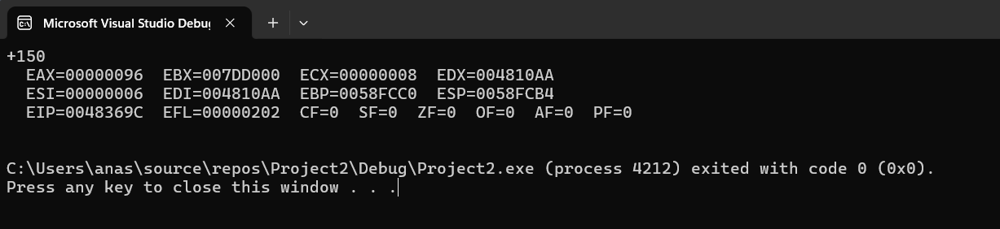 Microsoft Visual Studio Debu
+150
EAX=00000096  EBX=007DD000  ECX=00000008  EDX=004810AA
ESI=00000006  EDI=004810AA  EBP=0058FCC0  ESP=0058FCB4
EIP=0048369C  EFL=00000202  CF=0  SF=0  ZF=0  OF=0  AF=0  PF=0
C:\Users\anas\source\repos\Project2\Debug\Project2.exe (process 4212) exited with code 0 (0x0).
Press any key to close this window . . .